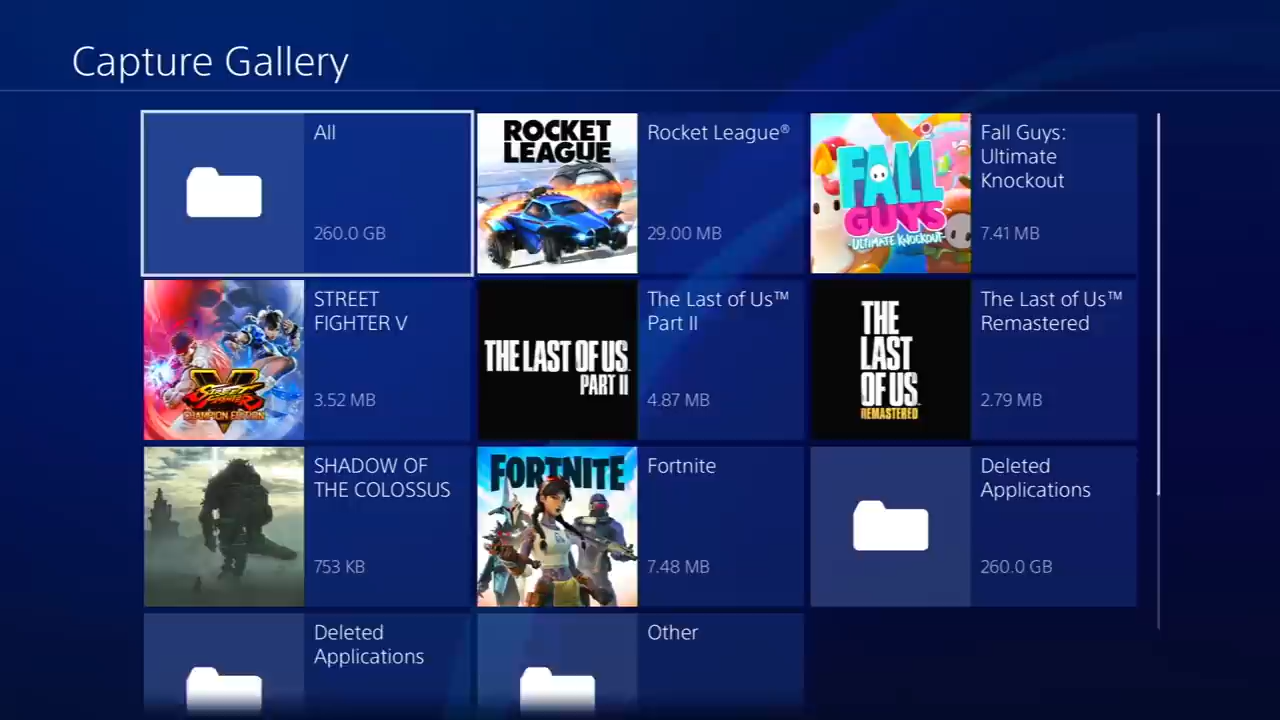 Capture Gallery
All
260.0 GB
ROCKET
LEAGUE
Rocket League®
29.00 MB
FALL
GUYS
ULTIMATE KNOCKOUT
Fall Guys:
Ultimate
Knockout
7.41 MB
STREET
FIGHTER V
3.52 MB
STREET FIGHTER
V
CHAMPION EDITION
THE LAST OF US
PART II
The Last of Us™
Part II
4.87 MB
THE
LAST
OF US
REMASTERED
The Last of Us™
Remastered
2.79 MB
SHADOW OF
THE COLOSSUS
753 KB
FORTNITE
Fortnite
7.48 MB
Deleted
Applications
260.0 GB
Deleted
Applications
Other